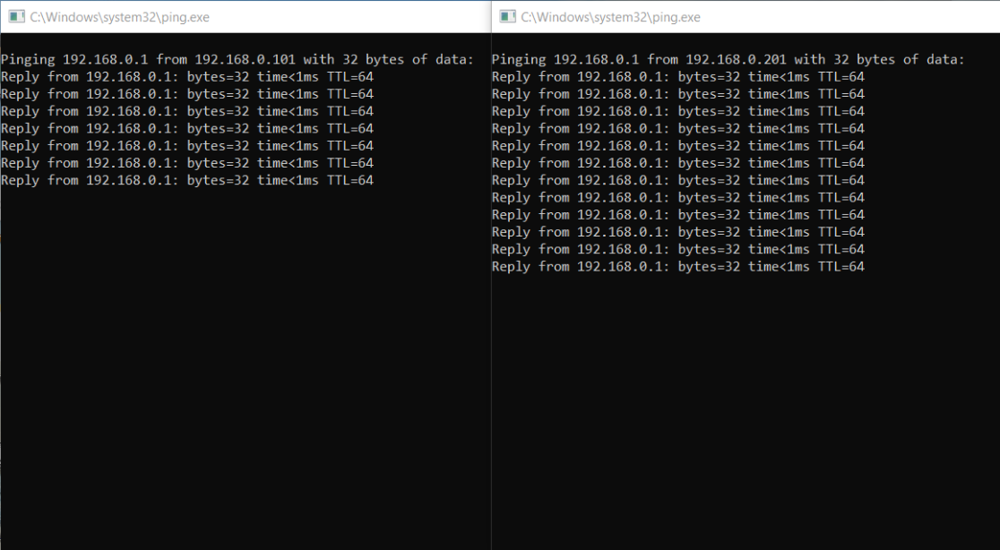 C:\Windows\system32\ping.exe
Pinging 192.168.0.1 from 192.168.0.101 with 32 bytes of data:
Reply from 192.168.0.1: bytes=32 time<1ms TTL=64
Reply from 192.168.0.1: bytes=32 time<1ms TTL=64
Reply from 192.168.0.1: bytes=32 time<1ms TTL=64
Reply from 192.168.0.1: bytes=32 time<1ms TTL=64
Reply from 192.168.0.1: bytes=32 time<1ms TTL=64
Reply from 192.168.0.1: bytes=32 time<1ms TTL=64
Reply from 192.168.0.1: bytes=32 time<1ms TTL=64
C:\Windows\system32\ping.exe
Pinging 192.168.0.1 from 192.168.0.201 with 32 bytes of data:
Reply from 192.168.0.1: bytes=32 time<1ms TTL=64
Reply from 192.168.0.1: bytes=32 time<1ms TTL=64
Reply from 192.168.0.1: bytes=32 time<1ms TTL=64
Reply from 192.168.0.1: bytes=32 time<1ms TTL=64
Reply from 192.168.0.1: bytes=32 time<1ms TTL=64
Reply from 192.168.0.1: bytes=32 time<1ms TTL=64
Reply from 192.168.0.1: bytes=32 time<1ms TTL=64
Reply from 192.168.0.1: bytes=32 time<1ms TTL=64
Reply from 192.168.0.1: bytes=32 time<1ms TTL=64
Reply from 192.168.0.1: bytes=32 time<1ms TTL=64
Reply from 192.168.0.1: bytes=32 time<1ms TTL=64
Reply from 192.168.0.1: bytes=32 time<1ms TTL=64